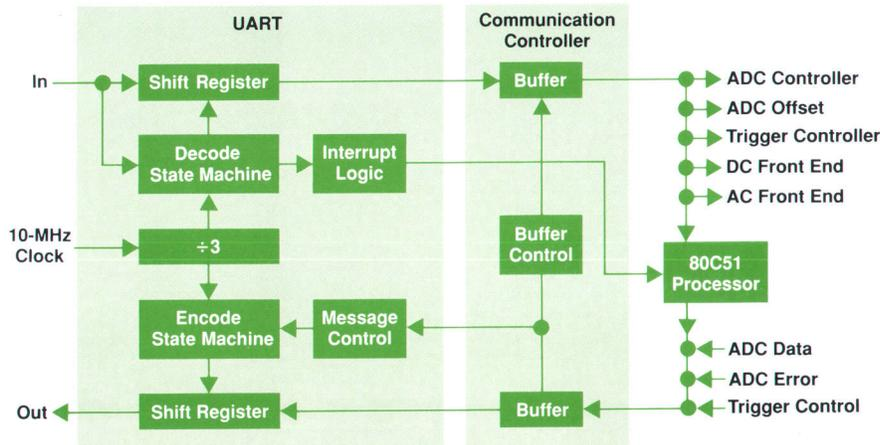 UART
Communication
Controller
In
Shift Register
Buffer
ADC Controller
ADC Offset
Trigger Controller
DC Front End
AC Front End
Decode
State Machine
Interrupt
Logic
10-MHz
Clock
÷3
Buffer
Control
80C51
Processor
Encode
State Machine
Message
Control
ADC Data
ADC Error
Trigger Control
Out
Shift Register
Buffer